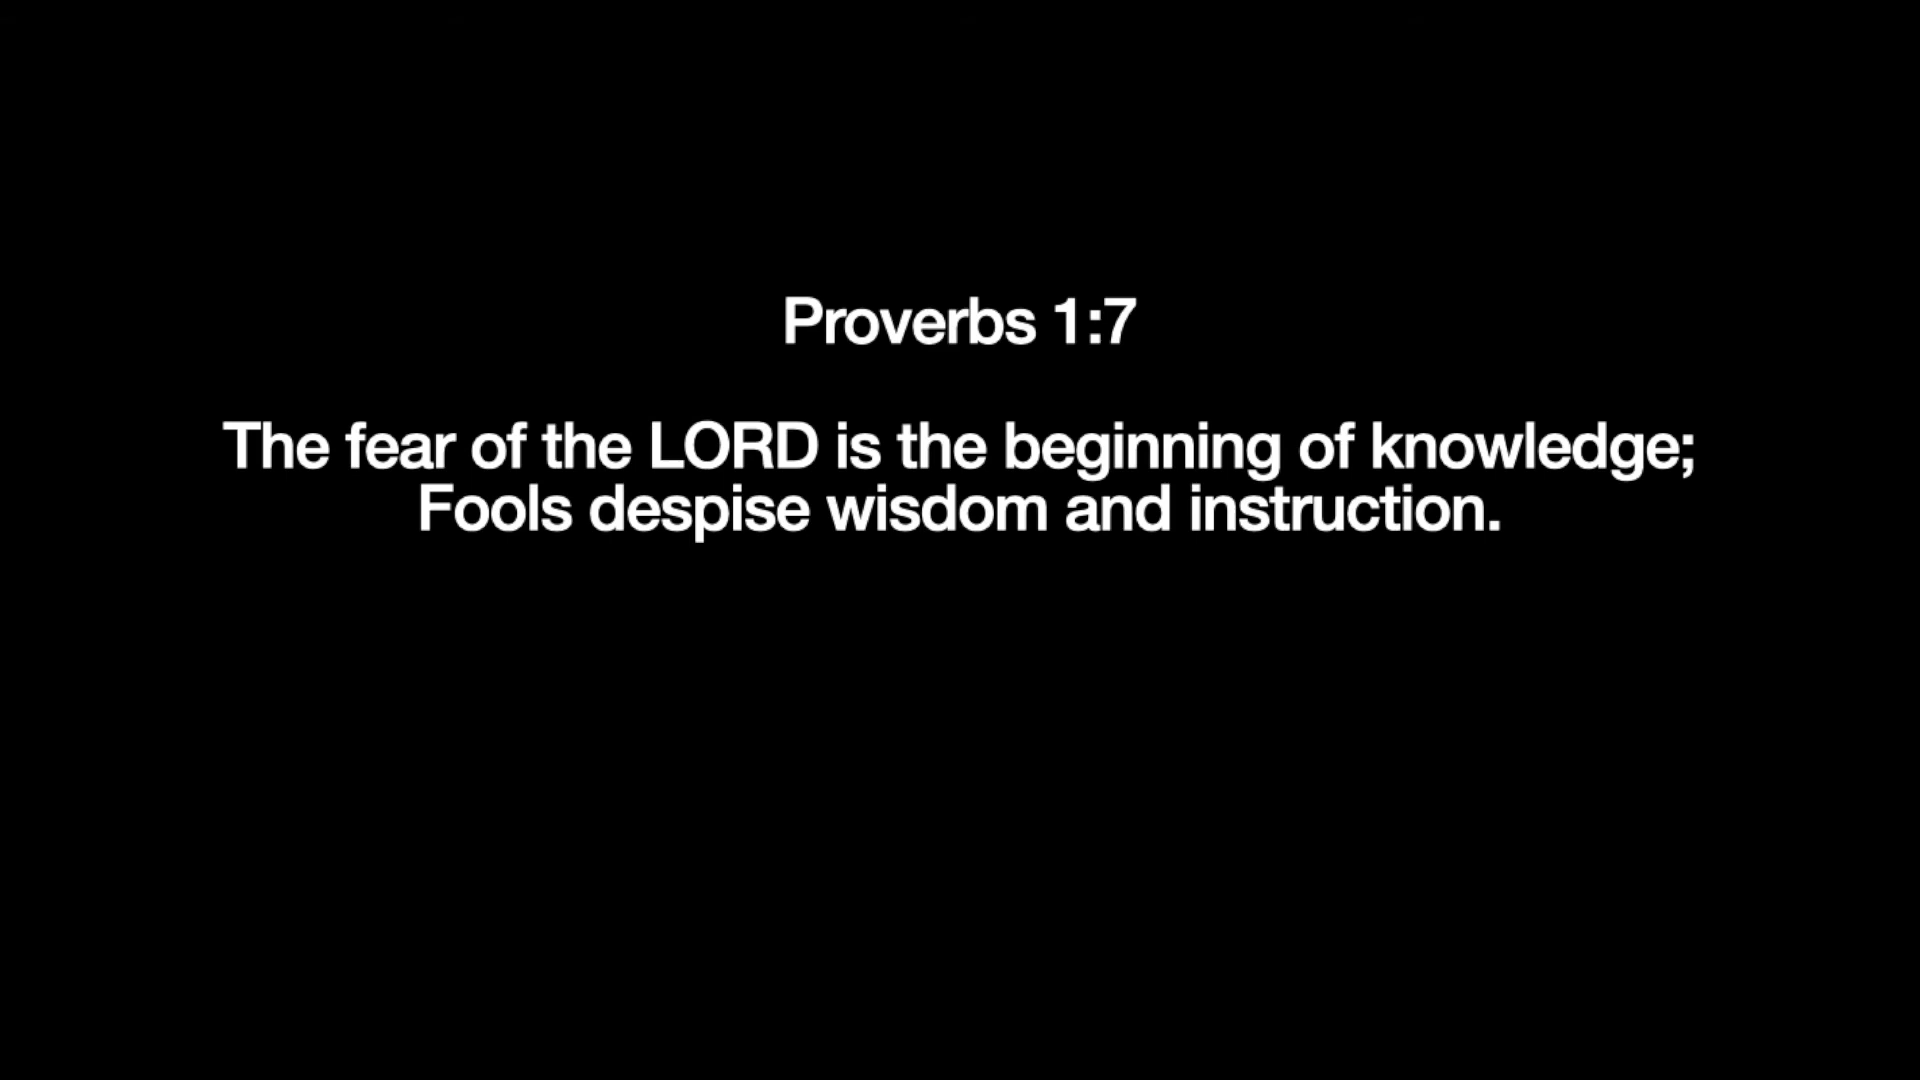 Proverbs 1:7
The fear of the LORD is the beginning of knowledge;
Fools despise wisdom and instruction.